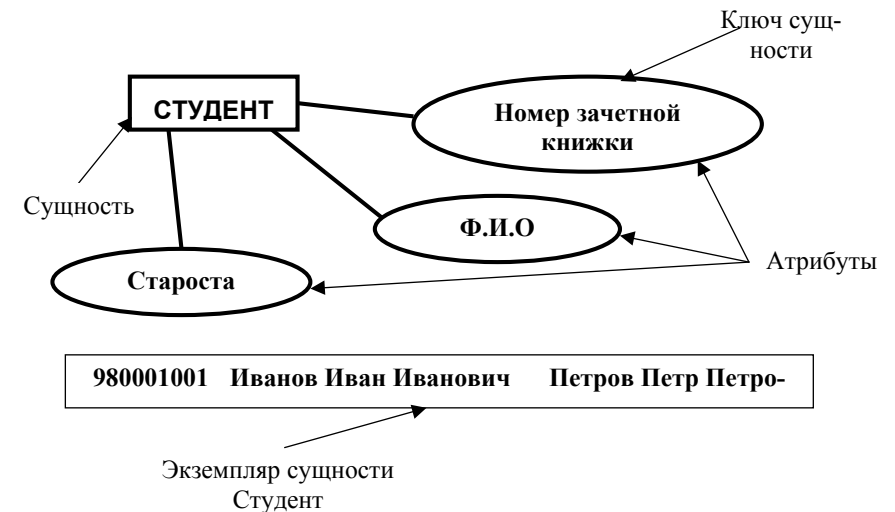 Ключ сущ-
ности
СТУДЕНТ
Номер зачетной
книжки
Сущность
Ф.И.О
Атрибуты
Староста
980001001 Иванов Иван Иванович Петров Петр Петро-
Экземпляр сущности
Студент